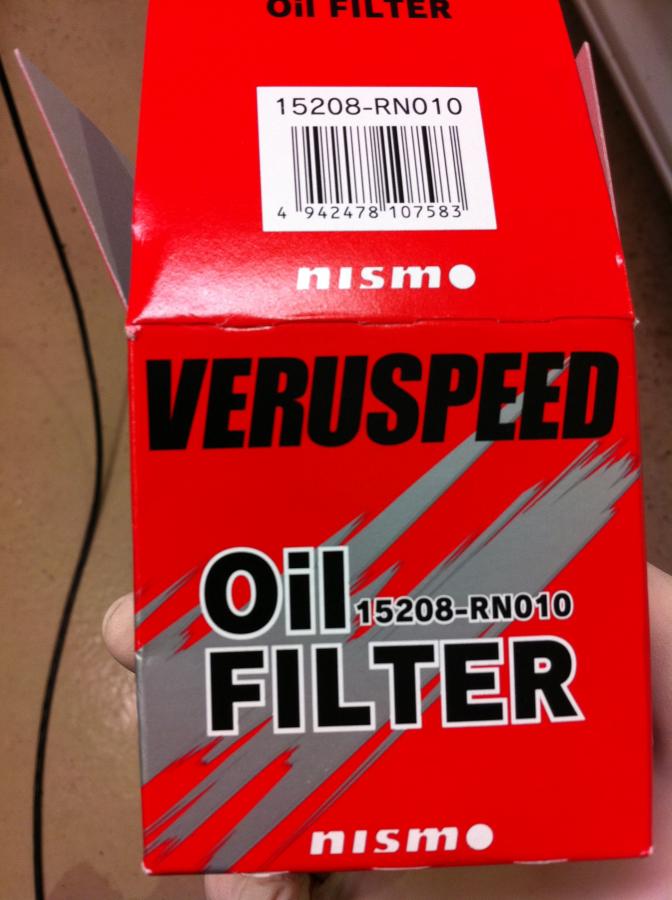 Oil FILTER
15208-RN010
4 942478 107583
nismo
VERUSPEED
Oil 15208-RN010
FILTER
nismo